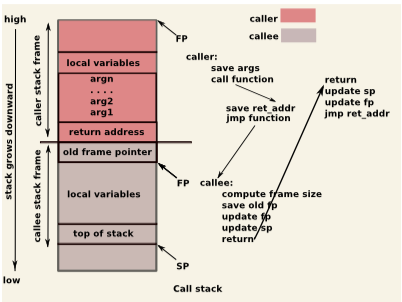 high
caller
callee
FP
caller stack frame
local variables
argn
. . . .
arg2
arg1
return address
caller:
save args
call function
save ret_addr
jmp function
return
update sp
update fp
jmp ret_addr
stack grows downward
callee stack frame
old frame pointer
FP
local variables
top of stack
SP
callee:
compute frame size
save old fp
update fp
update sp
return
low
Call stack